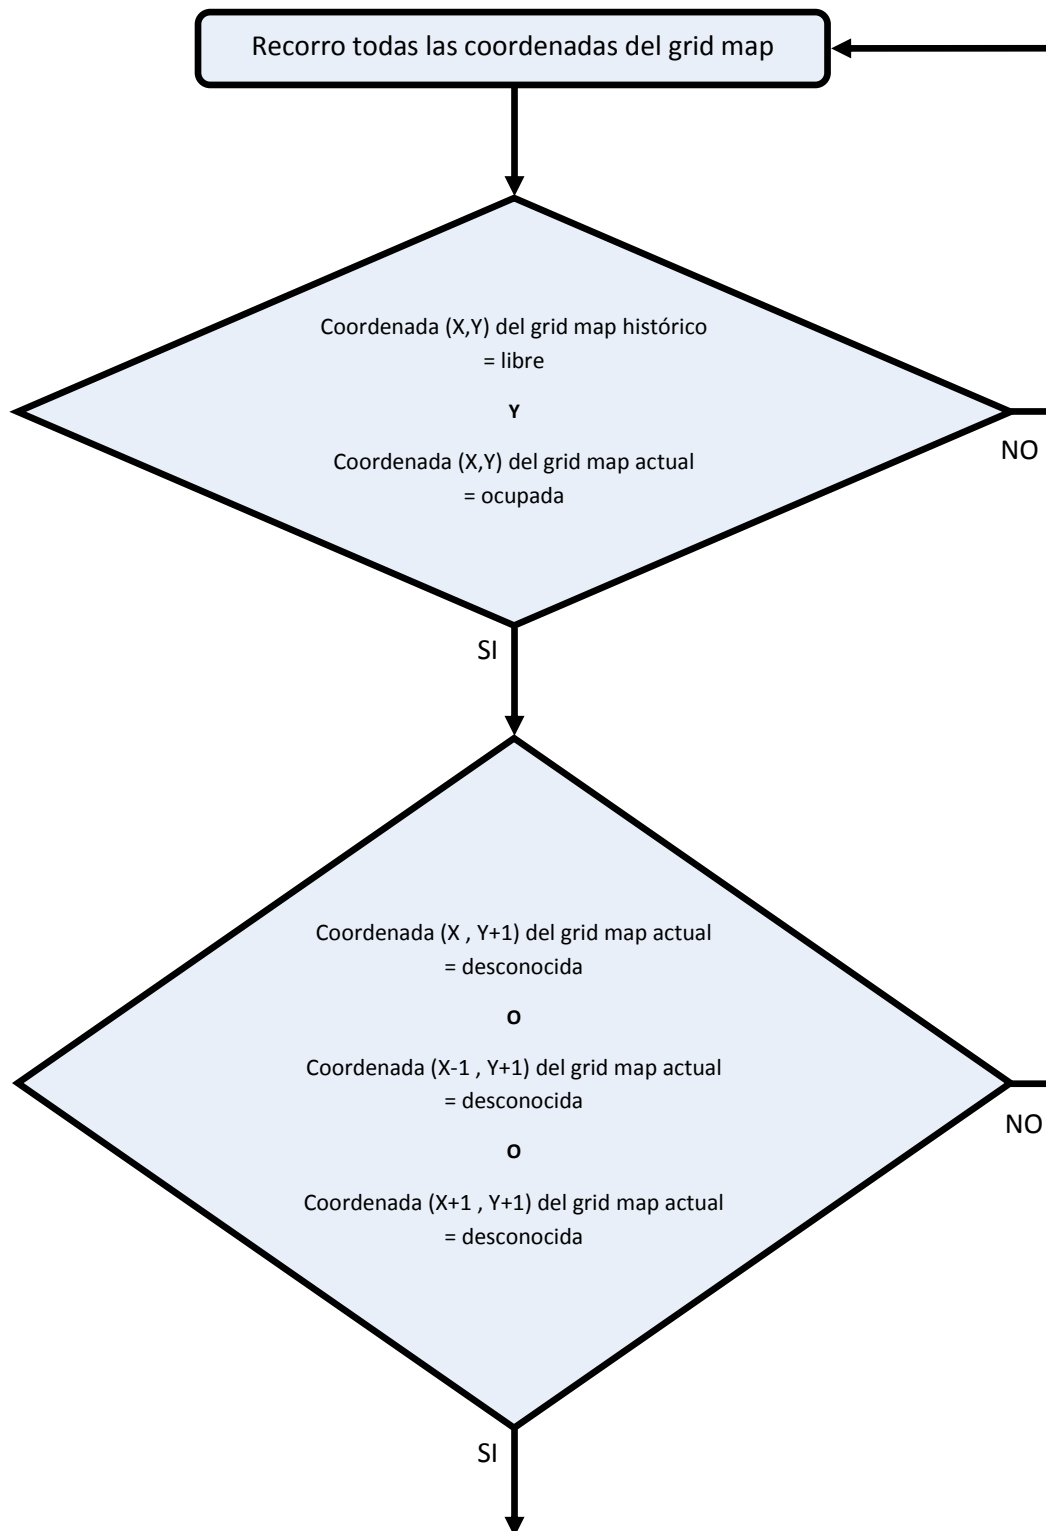 Recorro todas las coordenadas del grid map
Coordenada (X,Y) del grid map histórico
= libre
Y
Coordenada (X,Y) del grid map actual
= ocupada
NO
SI
Coordenada (X , Y+1) del grid map actual
= desconocida
O
Coordenada (X-1 , Y+1) del grid map actual
= desconocida
O
Coordenada (X+1 , Y+1) del grid map actual
= desconocida
NO
SI